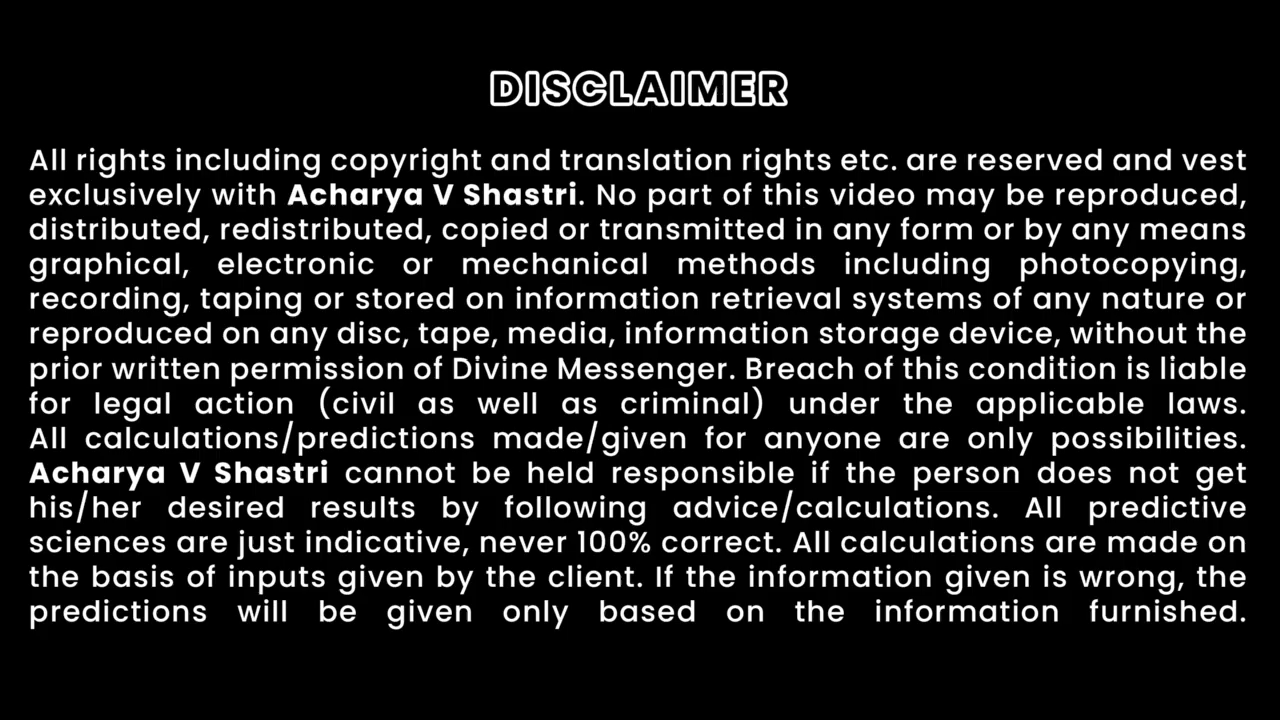 DISCLAIMER
All rights including copyright and translation rights etc. are reserved and vest
exclusively with Acharya V Shastri. No part of this video may be reproduced,
distributed, redistributed, copied or transmitted in any form or by any means
graphical, electronic or mechanical methods including photocopying,
recording, taping or stored on information retrieval systems of any nature or
reproduced on any disc, tape, media, information storage device, without the
prior written permission of Divine Messenger. Breach of this condition is liable
for legal action (civil as well as criminal) under the applicable laws.
All calculations/predictions made/given for anyone are only possibilities.
Acharya V Shastri cannot be held responsible if the person does not get
his/her desired results by following advice/calculations. All predictive
sciences are just indicative, never 100% correct. All calculations are made on
the basis of inputs given by the client. If the information given is wrong, the
predictions will be given only based on the information furnished.